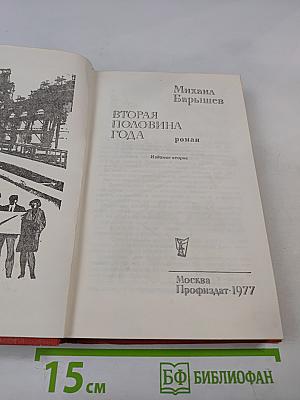 Михаил
Барышев
ВТОРАЯ
ПОЛОВИНА
ГОДА
роман
Издание второе
Москва
Профиздат·1977
15 см
БФ БИБЛИОФАН